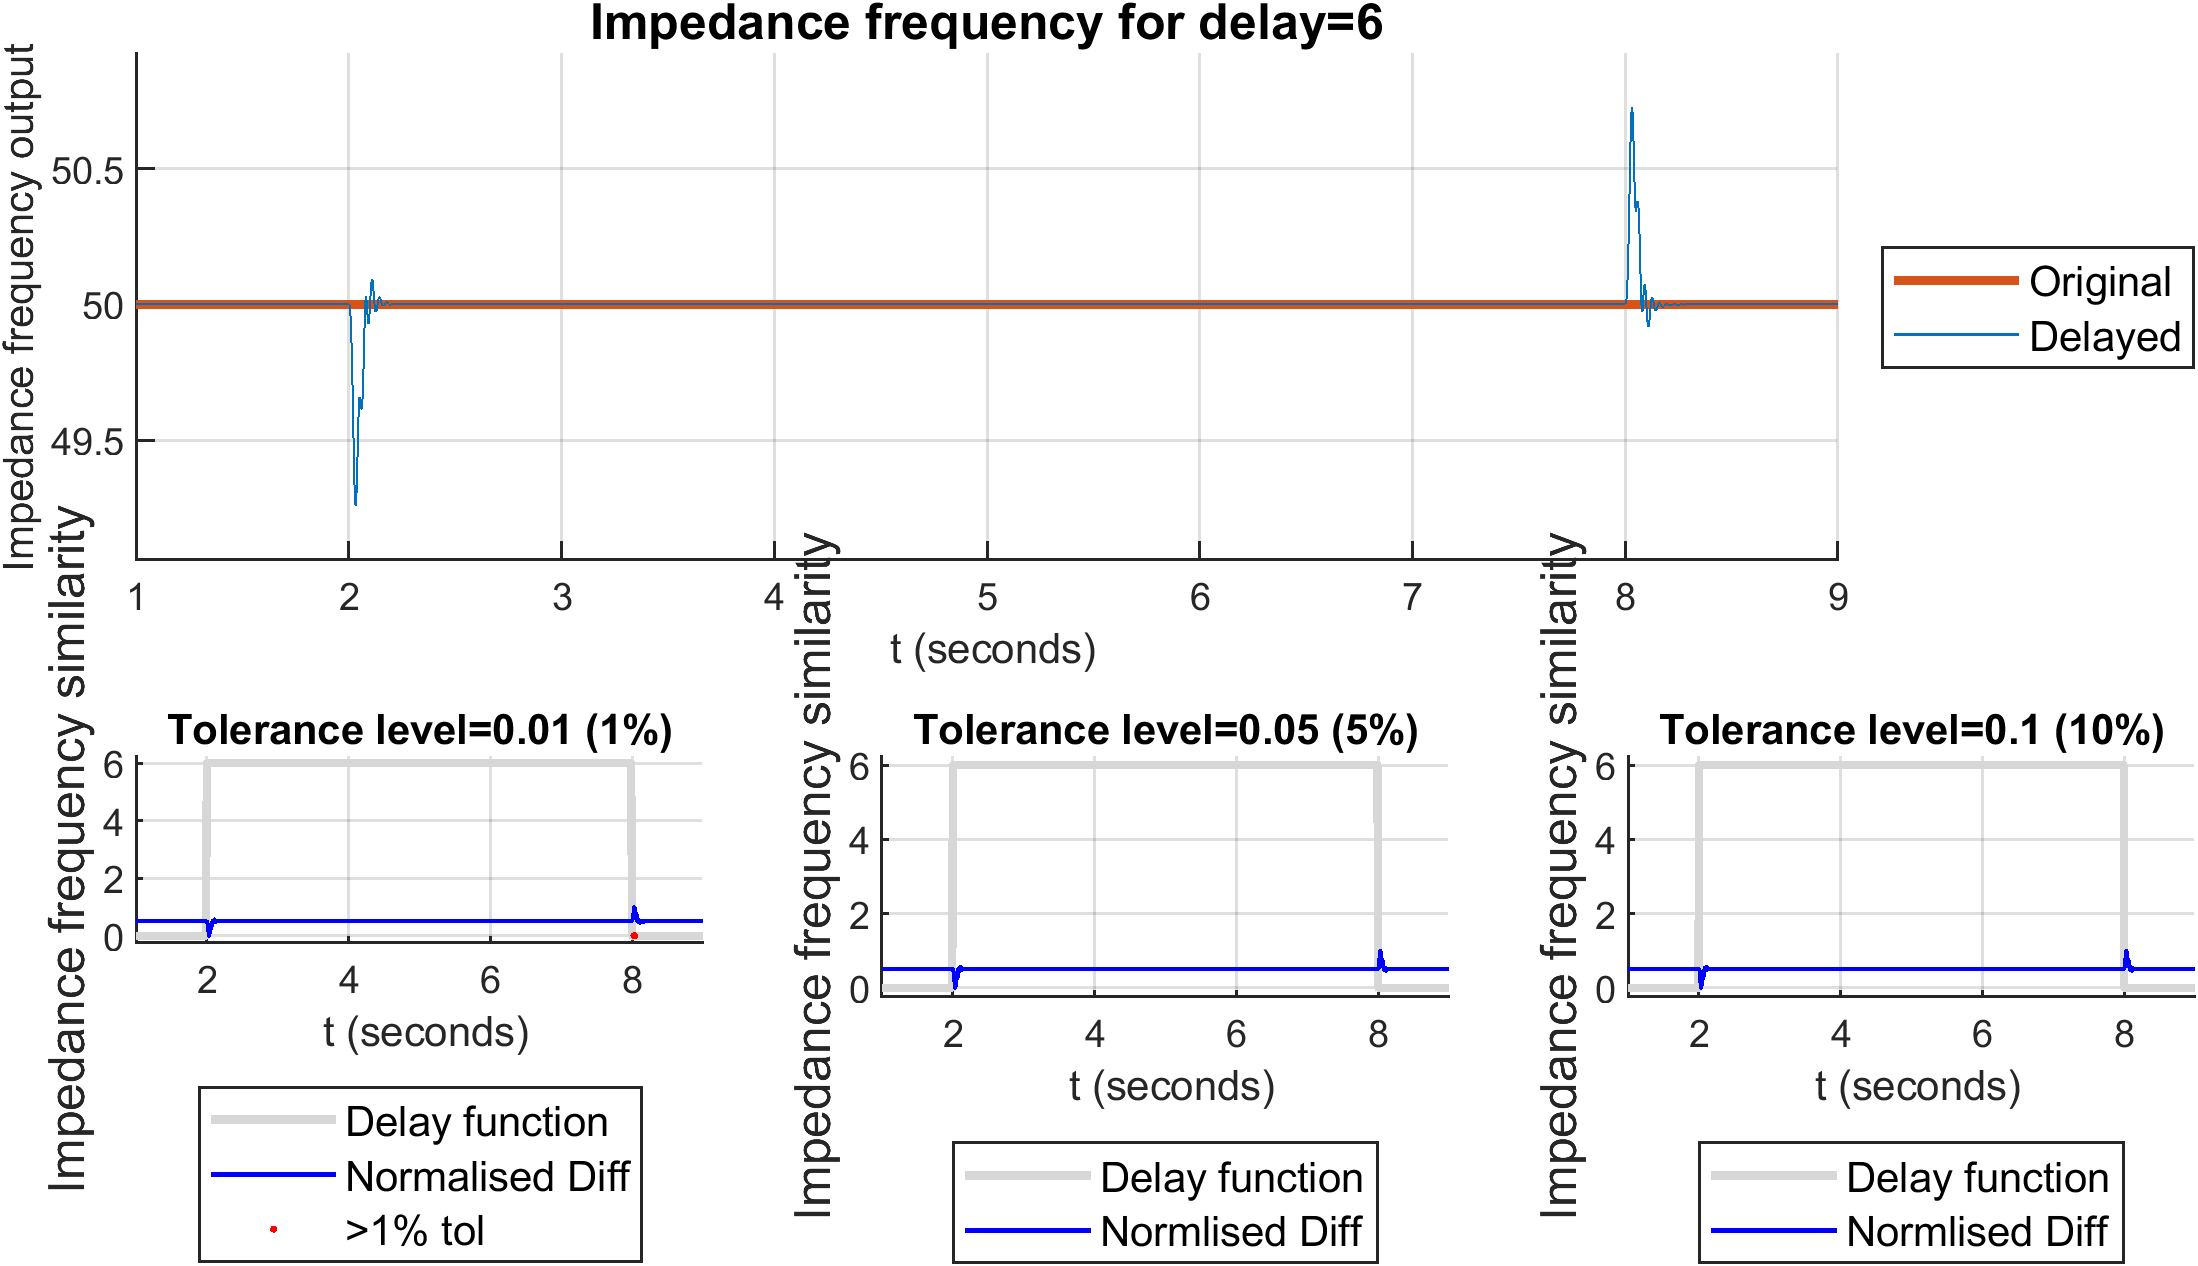 Impedance frequency for delay=6
Impedance frequency output
50.5
50
49.5
1 2 3 4 5 6 7 8 9
t (seconds)
Original
Delayed
Tolerance level=0.01 (1%)
Impedance frequency similarity
6
4
2
0
2 4 6 8
t (seconds)
Delay function
Normalised Diff
>1% tol
Tolerance level=0.05 (5%)
Impedance frequency similarity
6
4
2
0
2 4 6 8
t (seconds)
Delay function
Normlised Diff
Tolerance level=0.1 (10%)
Impedance frequency similarity
6
4
2
0
2 4 6 8
t (seconds)
Delay function
Normlised Diff